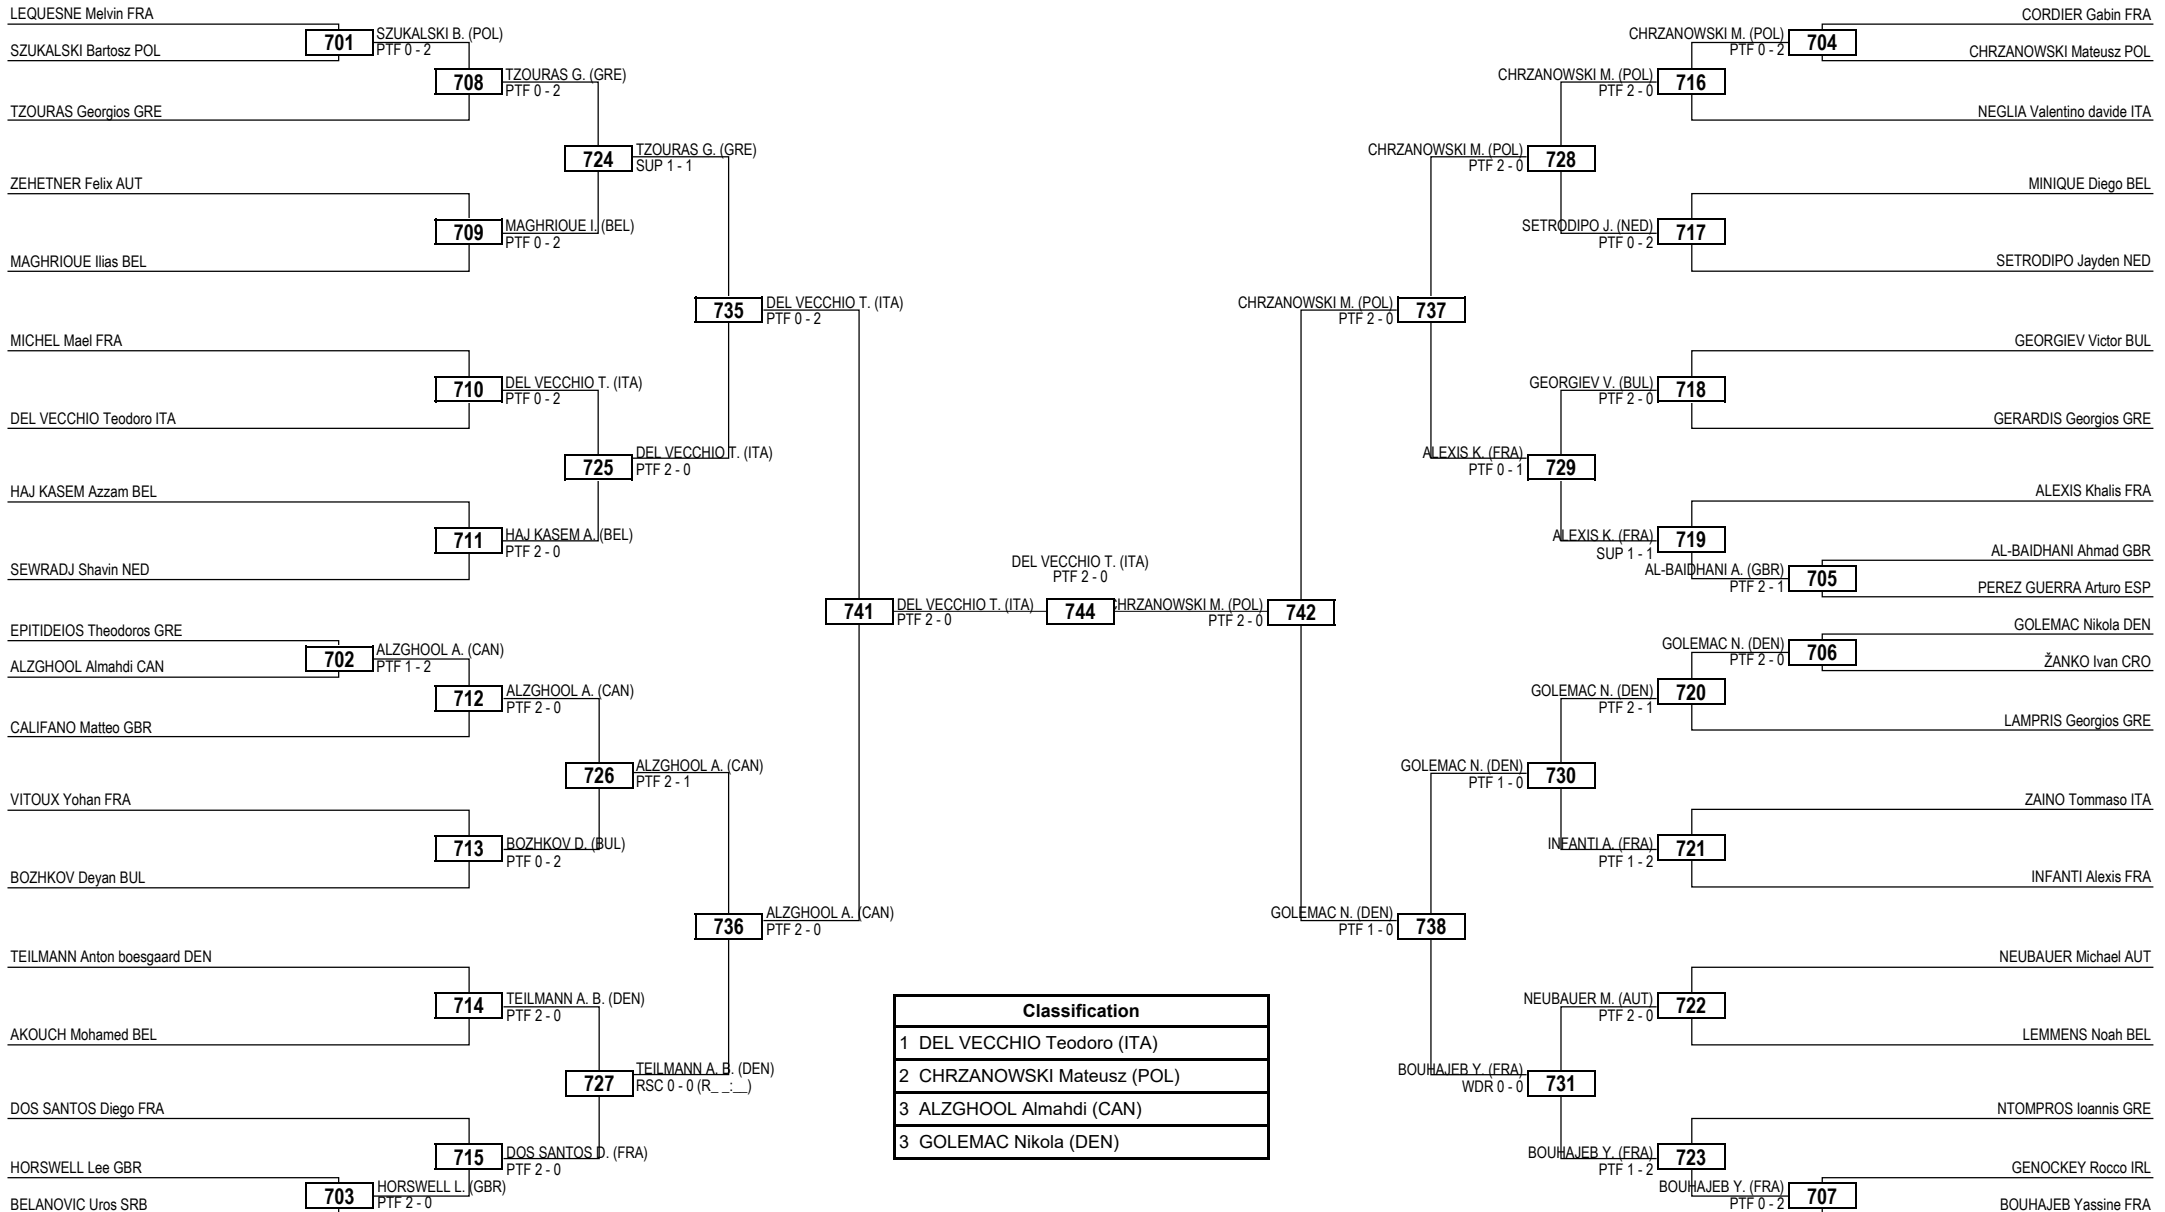 LEQUESNE Melvin FRA
701
SZUKALSKI B. (POL)
PTF 0 - 2
SZUKALSKI Bartosz POL
708
TZOURAS G. (GRE)
PTF 0 - 2
TZOURAS Georgios GRE
724
TZOURAS G. (GRE)
SUP 1 - 1
ZEHETNER Felix AUT
709
MAGHRIOUE I. (BEL)
PTF 0 - 2
MAGHRIOUE Ilias BEL
735
DEL VECCHIO T. (ITA)
PTF 0 - 2
MICHEL Mael FRA
710
DEL VECCHIO T. (ITA)
PTF 0 - 2
DEL VECCHIO Teodoro ITA
725
DEL VECCHIO T. (ITA)
PTF 2 - 0
HAJ KASEM Azzam BEL
711
HAJ KASEM A. (BEL)
PTF 2 - 0
SEWRADJ Shavin NED
741
DEL VECCHIO T. (ITA)
PTF 2 - 0
EPITIDEIOS Theodoros GRE
702
ALZGHOOL A. (CAN)
PTF 1 - 2
ALZGHOOL Almahdi CAN
712
ALZGHOOL A. (CAN)
PTF 2 - 0
CALIFANO Matteo GBR
726
ALZGHOOL A. (CAN)
PTF 2 - 1
VITOUX Yohan FRA
713
BOZHKOV D. (BUL)
PTF 0 - 2
BOZHKOV Deyan BUL
736
ALZGHOOL A. (CAN)
PTF 2 - 0
TEILMANN Anton boesgaard DEN
714
TEILMANN A. B. (DEN)
PTF 2 - 0
AKOUCH Mohamed BEL
727
TEILMANN A. B. (DEN)
RSC 0 - 0 (R_ _:__)
DOS SANTOS Diego FRA
715
DOS SANTOS D. (FRA)
PTF 2 - 0
HORSWELL Lee GBR
703
HORSWELL L. (GBR)
PTF 2 - 0
BELANOVIC Uros SRB
DEL VECCHIO T. (ITA)
PTF 2 - 0
744
Classification
1 DEL VECCHIO Teodoro (ITA)
2 CHRZANOWSKI Mateusz (POL)
3 ALZGHOOL Almahdi (CAN)
3 GOLEMAC Nikola (DEN)
CORDIER Gabin FRA
CHRZANOWSKI M. (POL)
PTF 0 - 2
704
CHRZANOWSKI Mateusz POL
CHRZANOWSKI M. (POL)
PTF 2 - 0
716
NEGLIA Valentino davide ITA
CHRZANOWSKI M. (POL)
PTF 2 - 0
728
MINIQUE Diego BEL
SETRODIPO J. (NED)
PTF 0 - 2
717
SETRODIPO Jayden NED
CHRZANOWSKI M. (POL)
PTF 2 - 0
737
GEORGIEV Victor BUL
GEORGIEV V. (BUL)
PTF 2 - 0
718
GERARDIS Georgios GRE
ALEXIS K. (FRA)
PTF 0 - 1
729
ALEXIS Khalis FRA
ALEXIS K. (FRA)
SUP 1 - 1
719
AL-BAIDHANI Ahmad GBR
AL-BAIDHANI A. (GBR)
PTF 2 - 1
705
PEREZ GUERRA Arturo ESP
CHRZANOWSKI M. (POL)
PTF 2 - 0
742
GOLEMAC Nikola DEN
GOLEMAC N. (DEN)
PTF 2 - 0
706
ŽANKO Ivan CRO
GOLEMAC N. (DEN)
PTF 2 - 1
720
LAMPRIS Georgios GRE
GOLEMAC N. (DEN)
PTF 1 - 0
730
ZAINO Tommaso ITA
INFANTI A. (FRA)
PTF 1 - 2
721
INFANTI Alexis FRA
GOLEMAC N. (DEN)
PTF 1 - 0
738
NEUBAUER Michael AUT
NEUBAUER M. (AUT)
PTF 2 - 0
722
LEMMENS Noah BEL
BOUHAJEB Y. (FRA)
WDR 0 - 0
731
NTOMPROS Ioannis GRE
BOUHAJEB Y. (FRA)
PTF 1 - 2
723
GENOCKEY Rocco IRL
BOUHAJEB Y. (FRA)
PTF 0 - 2
707
BOUHAJEB Yassine FRA